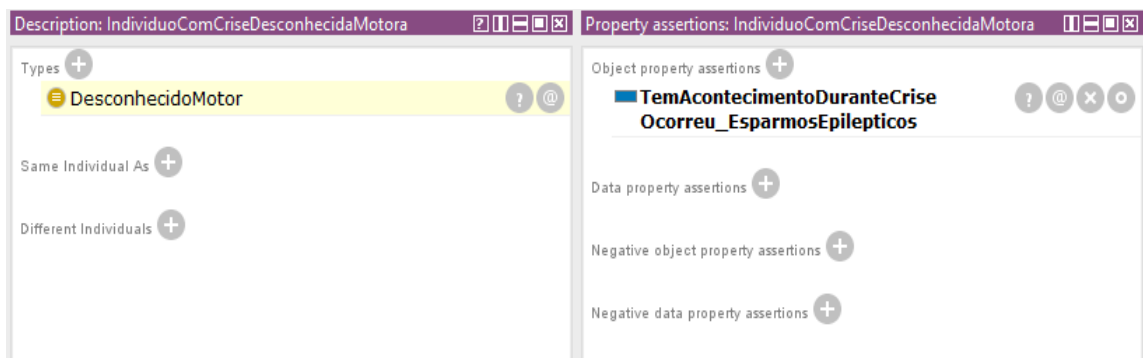 Description: IndividuoComCriseDesconhecidaMotora
Types
DesconhecidoMotor
Same Individual As
Different Individuals
Property assertions: IndividuoComCriseDesconhecidaMotora
Object property assertions
TemAcontecimentoDuranteCrise
Ocorreu_EsparmosEpilepticos
Data property assertions
Negative object property assertions
Negative data property assertions